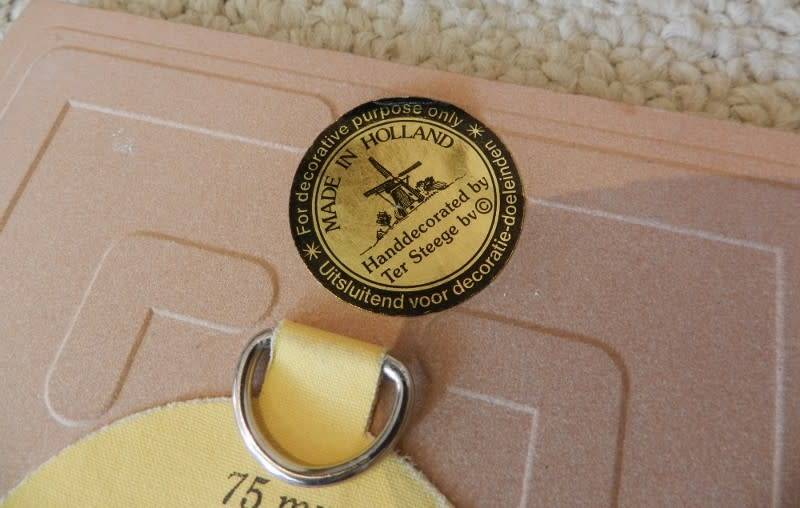 For decorative purpose only
MADE IN HOLLAND
Handdecorated by
Ter Steege bv©
Uitsluitend voor decoratie-doeleinden
75